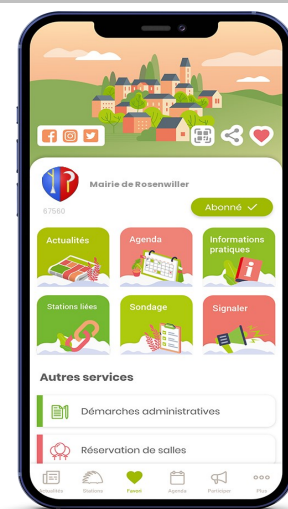 Mairie de Rosenwiller
67560
Abonné
Actualités
Agenda
Informations
pratiques
Stations liées
Sondage
Signaler
Autres services
Démarches administratives
Réservation de salles
Actualités
Stations
Favori
Agenda
Participer
Plus